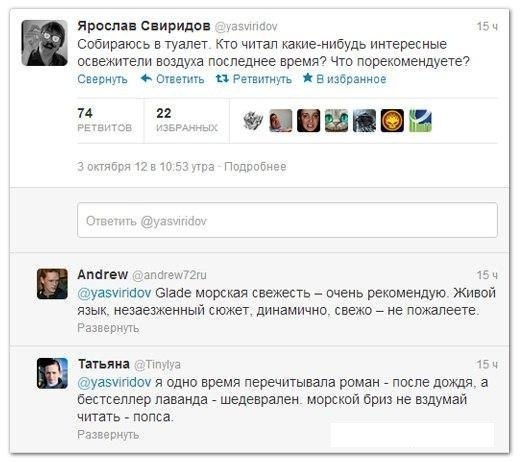 Ярослав Свиридов @yasviridov 15 ч
Собираюсь в туалет. Кто читал какие-нибудь интересные
освежители воздуха последнее время? Что порекомендуете?
Свернуть Ответить Ретвитнуть В избранное
74 22
РЕТВИТОВ ИЗБРАННЫХ
3 октября 12 в 10:53 утра · Подробнее
Ответить @yasviridov
Andrew @andrew72ru 15 ч
@yasviridov Glade морская свежесть – очень рекомендую. Живой
язык, незаезженный сюжет, динамично, свежо – не пожалеете.
Развернуть
Татьяна @Tinylya 15 ч
@yasviridov я одно время перечитывала роман - после дождя, а
бестселлер лаванда - шедеврален. морской бриз не вздумай
читать - попса.
Развернуть